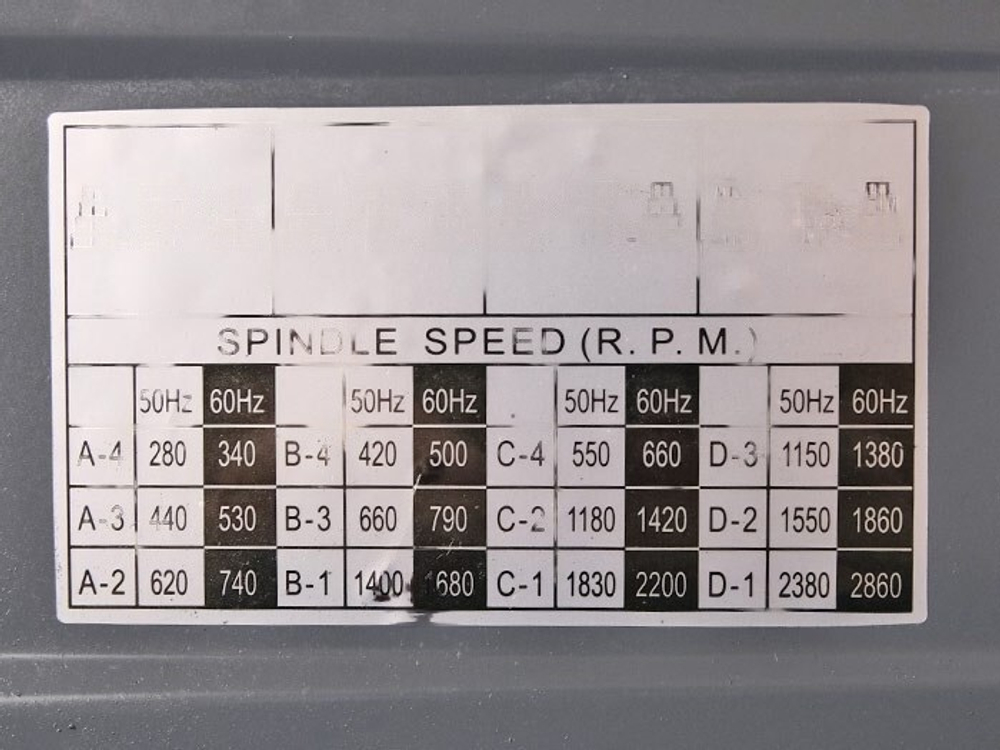 SPINDLE SPEED (R. P. M.)
50Hz 60Hz 50Hz 60Hz 50Hz 60Hz 50Hz 60Hz
A-4 280 340 B-4 420 500 C-4 550 660 D-3 1150 1380
A-3 440 530 B-3 660 790 C-2 1180 1420 D-2 1550 1860
A-2 620 740 B-1 1400 1680 C-1 1830 2200 D-1 2380 2860